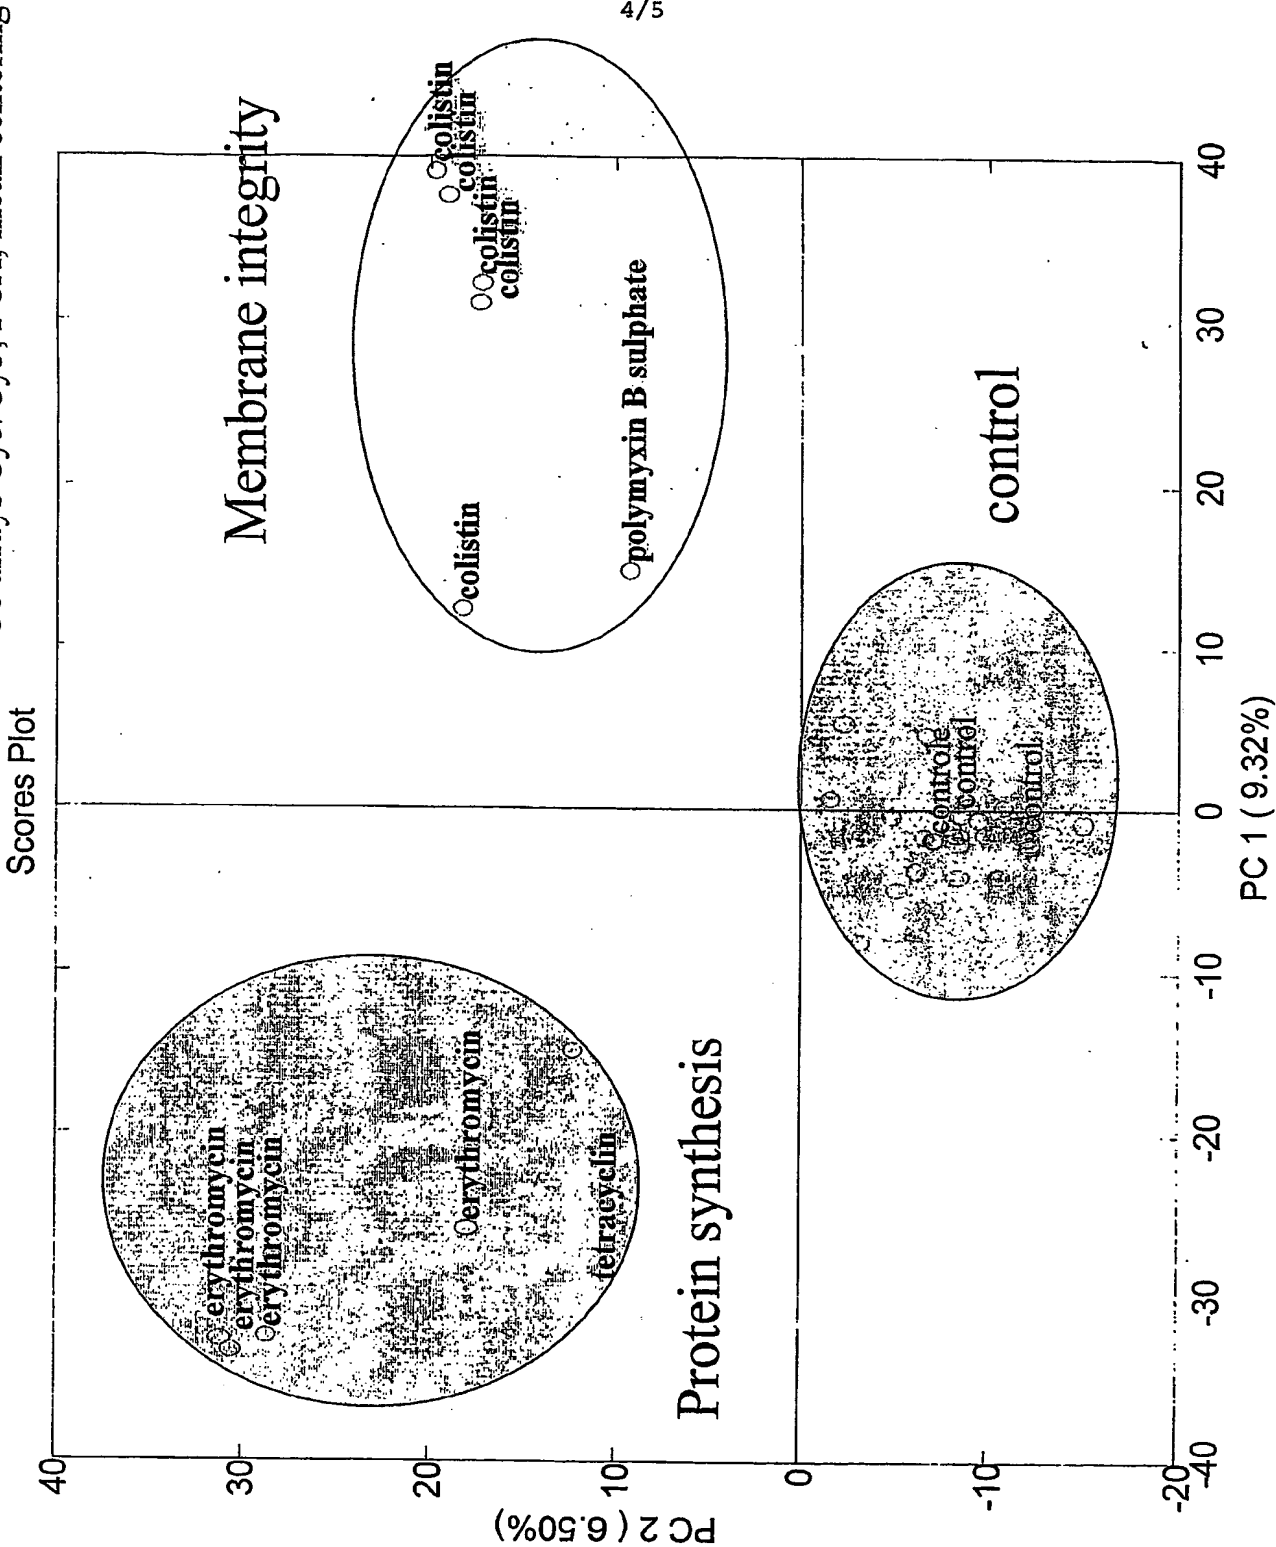 4/5
Scores Plot
Membrane integrity
colistin
colistin
colistin
colistin
colistin
polymyxin B sulphate
control
controle
control
control
erythromycin
erythromycin
erythromycin
erythromycin
tetracyclin
Protein synthesis
40
30
20
10
0
-10
-20
PC 2 ( 6.50%)
-40
-30
-20
-10
0
10
20
30
40
PC 1 ( 9.32%)